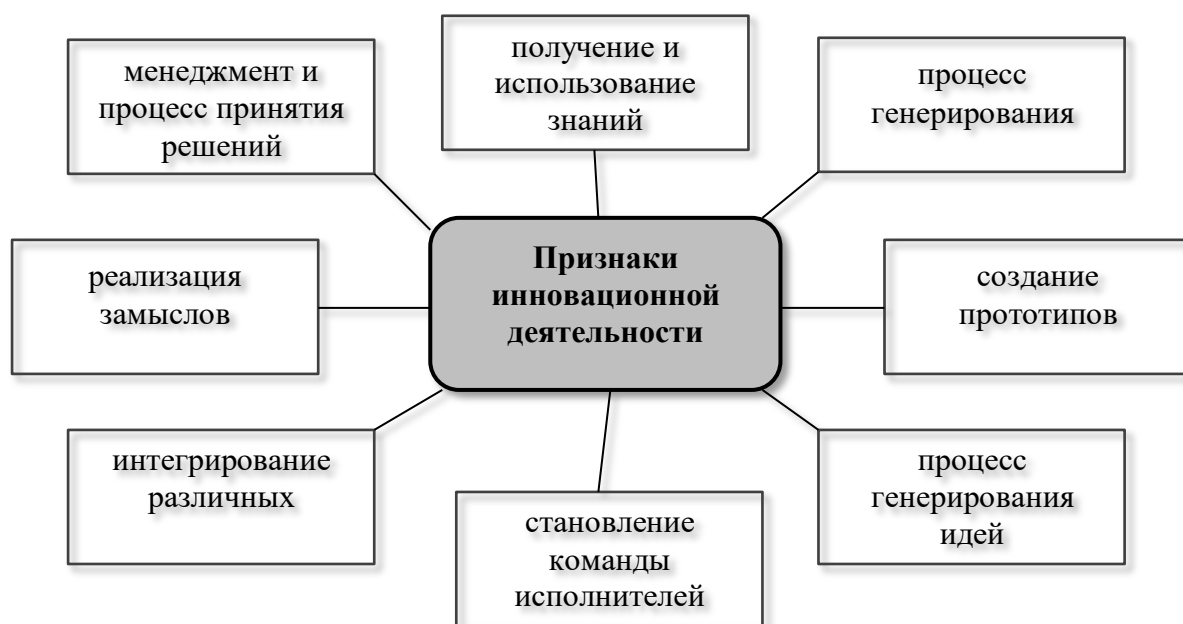 менеджмент и
процесс принятия
решений
получение и
использование
знаний
процесс
генерирования
реализация
замыслов
Признаки
инновационной
деятельности
создание
прототипов
интегрирование
различных
становление
команды
исполнителей
процесс
генерирования
идей